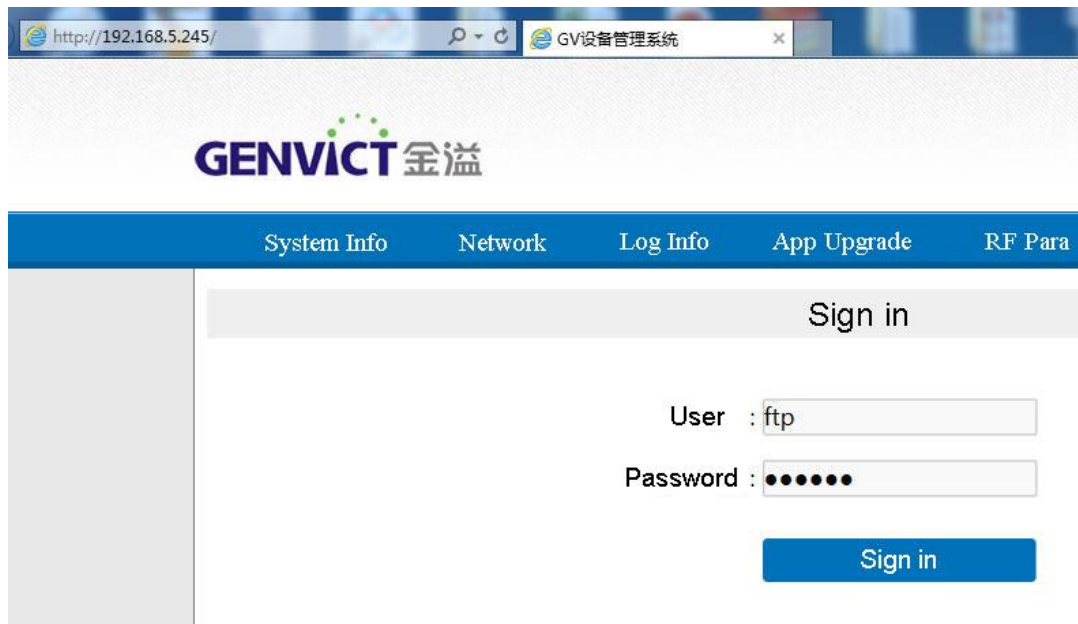 http://192.168.5.245/
GV设备管理系统
GENVICT金溢
System Info Network Log Info App Upgrade RF Para
Sign in
User : ftp
Password : ●●●●●●
Sign in